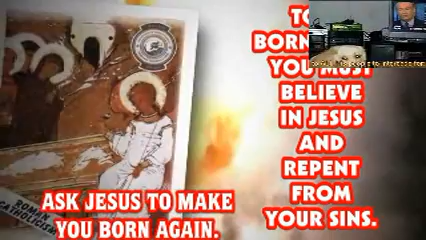 TO
BORN
YOU MUST
BELIEVE
IN JESUS
AND
REPENT
FROM
YOUR SINS.
ROMAN
CATHOLICISM
ASK JESUS TO MAKE
YOU BORN AGAIN.